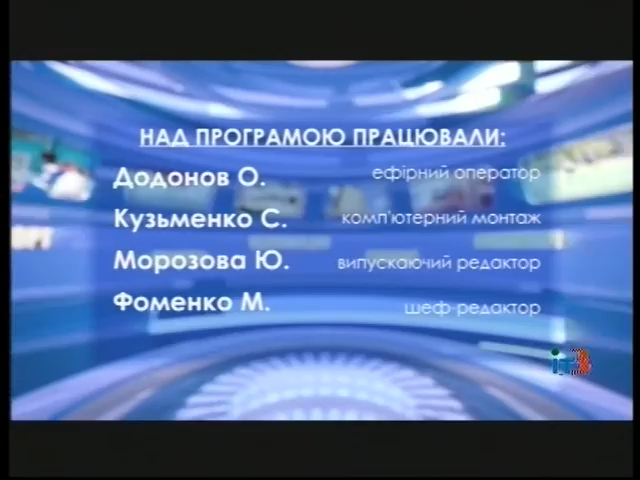 НАД ПРОГРАМОЮ ПРАЦЮВАЛИ:
Додонов О. ефірний оператор
Кузьменко С. комп'ютерний монтаж
Морозова Ю. випускаючий редактор
Фоменко М. шеф-редактор